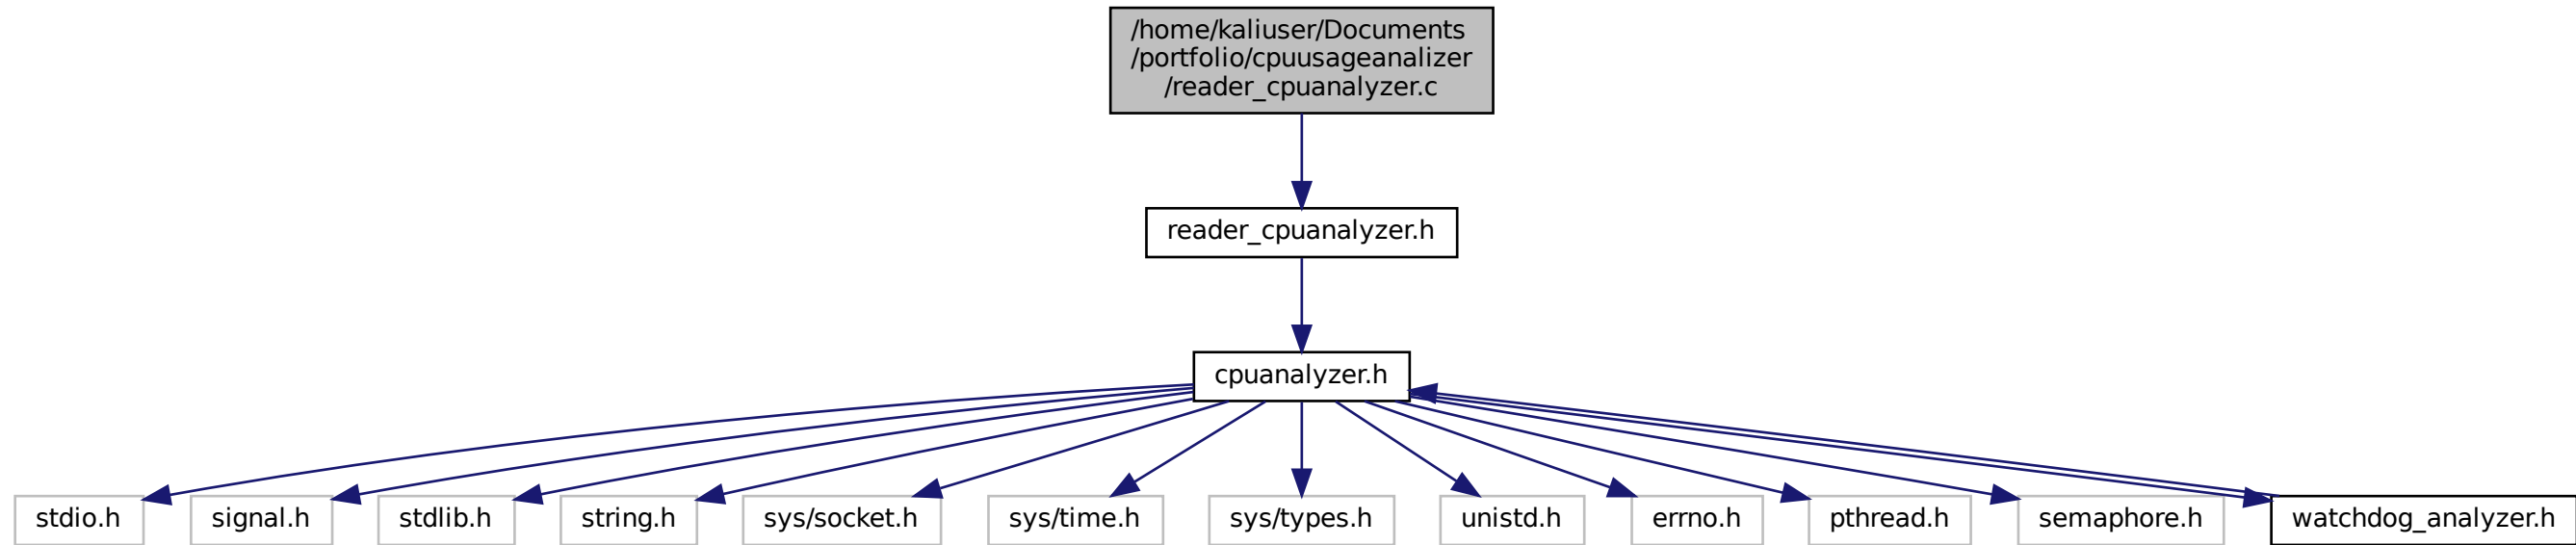 /home/kaliuser/Documents
/portfolio/cpuusageanalizer
/reader_cpuanalyzer.c
reader_cpuanalyzer.h
cpuanalyzer.h
stdio.h
signal.h
stdlib.h
string.h
sys/socket.h
sys/time.h
sys/types.h
unistd.h
errno.h
pthread.h
semaphore.h
watchdog_analyzer.h